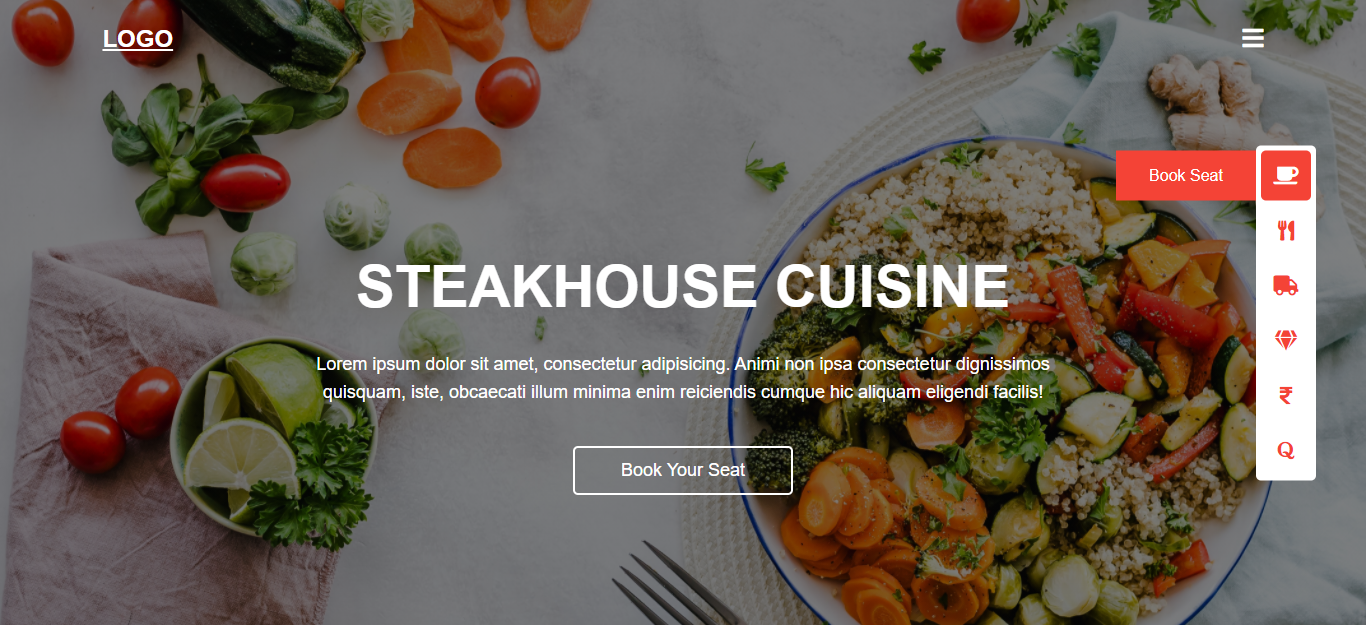 LOGO
Book Seat
STEAKHOUSE CUISINE
Lorem ipsum dolor sit amet, consectetur adipisicing. Animi non ipsa consectetur dignissimos
quisquam, iste, obcaecati illum minima enim reiciendis cumque hic aliquam eligendi facilis!
Book Your Seat
₹
Q